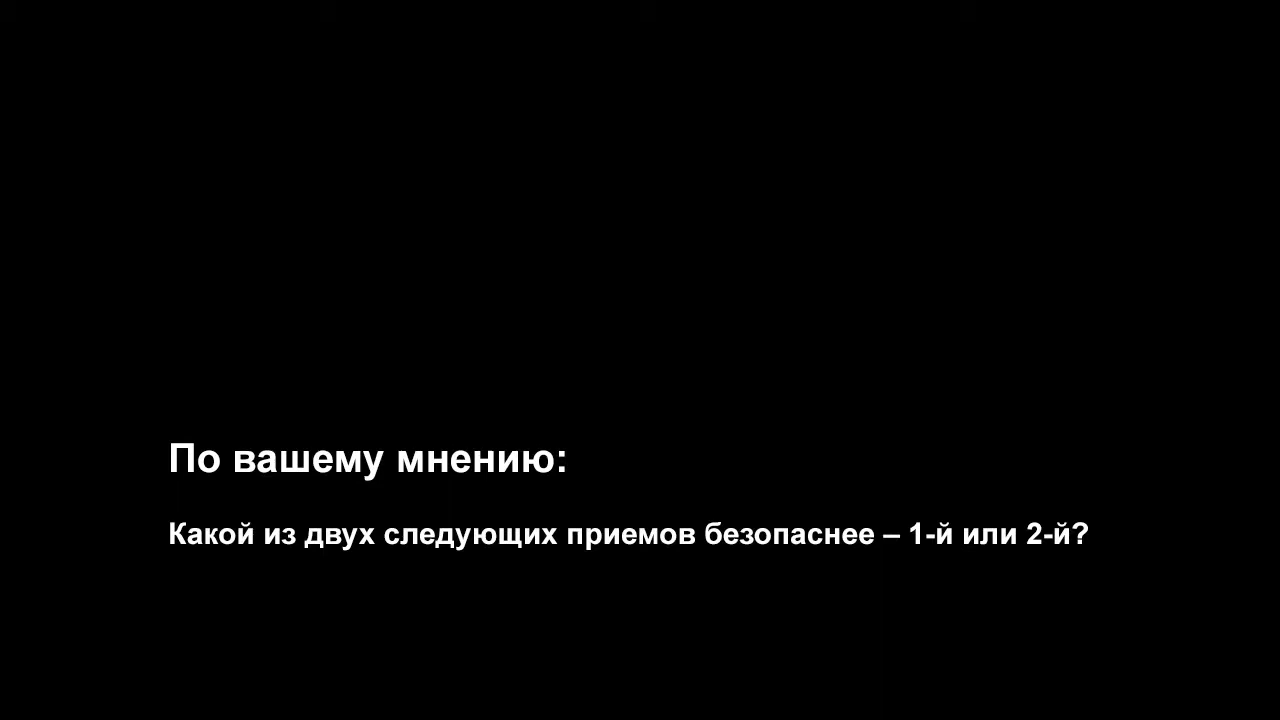 По вашему мнению:
Какой из двух следующих приемов безопаснее – 1-й или 2-й?